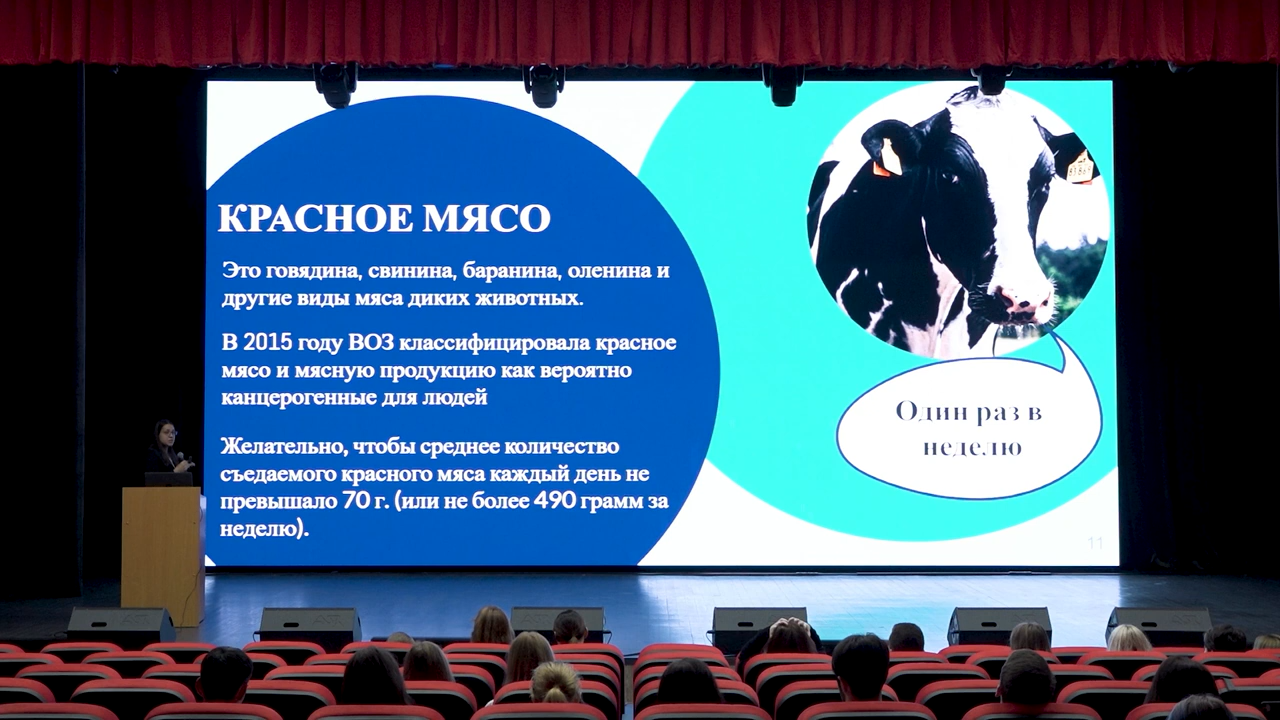 КРАСНОЕ МЯСО
Это говядина, свинина, баранина, оленина и
другие виды мяса диких животных.
В 2015 году ВОЗ классифицировала красное
мясо и мясную продукцию как вероятно
канцерогенные для людей
Желательно, чтобы среднее количество
съедаемого красного мяса каждый день не
превышало 70 г. (или не более 490 грамм за
неделю).
Один раз в
неделю
11